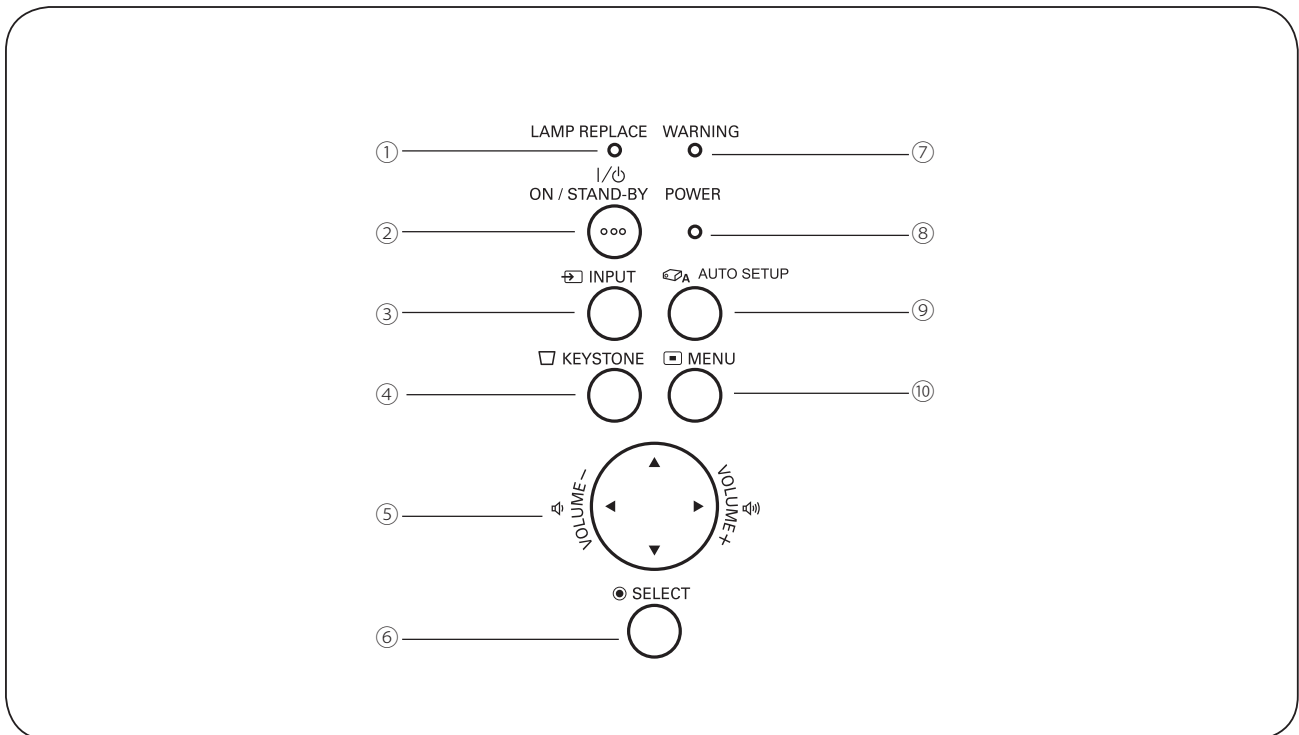 LAMP REPLACE WARNING
① ⑦
I/⏻
ON / STAND-BY POWER
② ⑧
INPUT A AUTO SETUP
③ ⑨
KEYSTONE MENU
④ ⑩
VOLUME − VOLUME +
⑤
SELECT
⑥